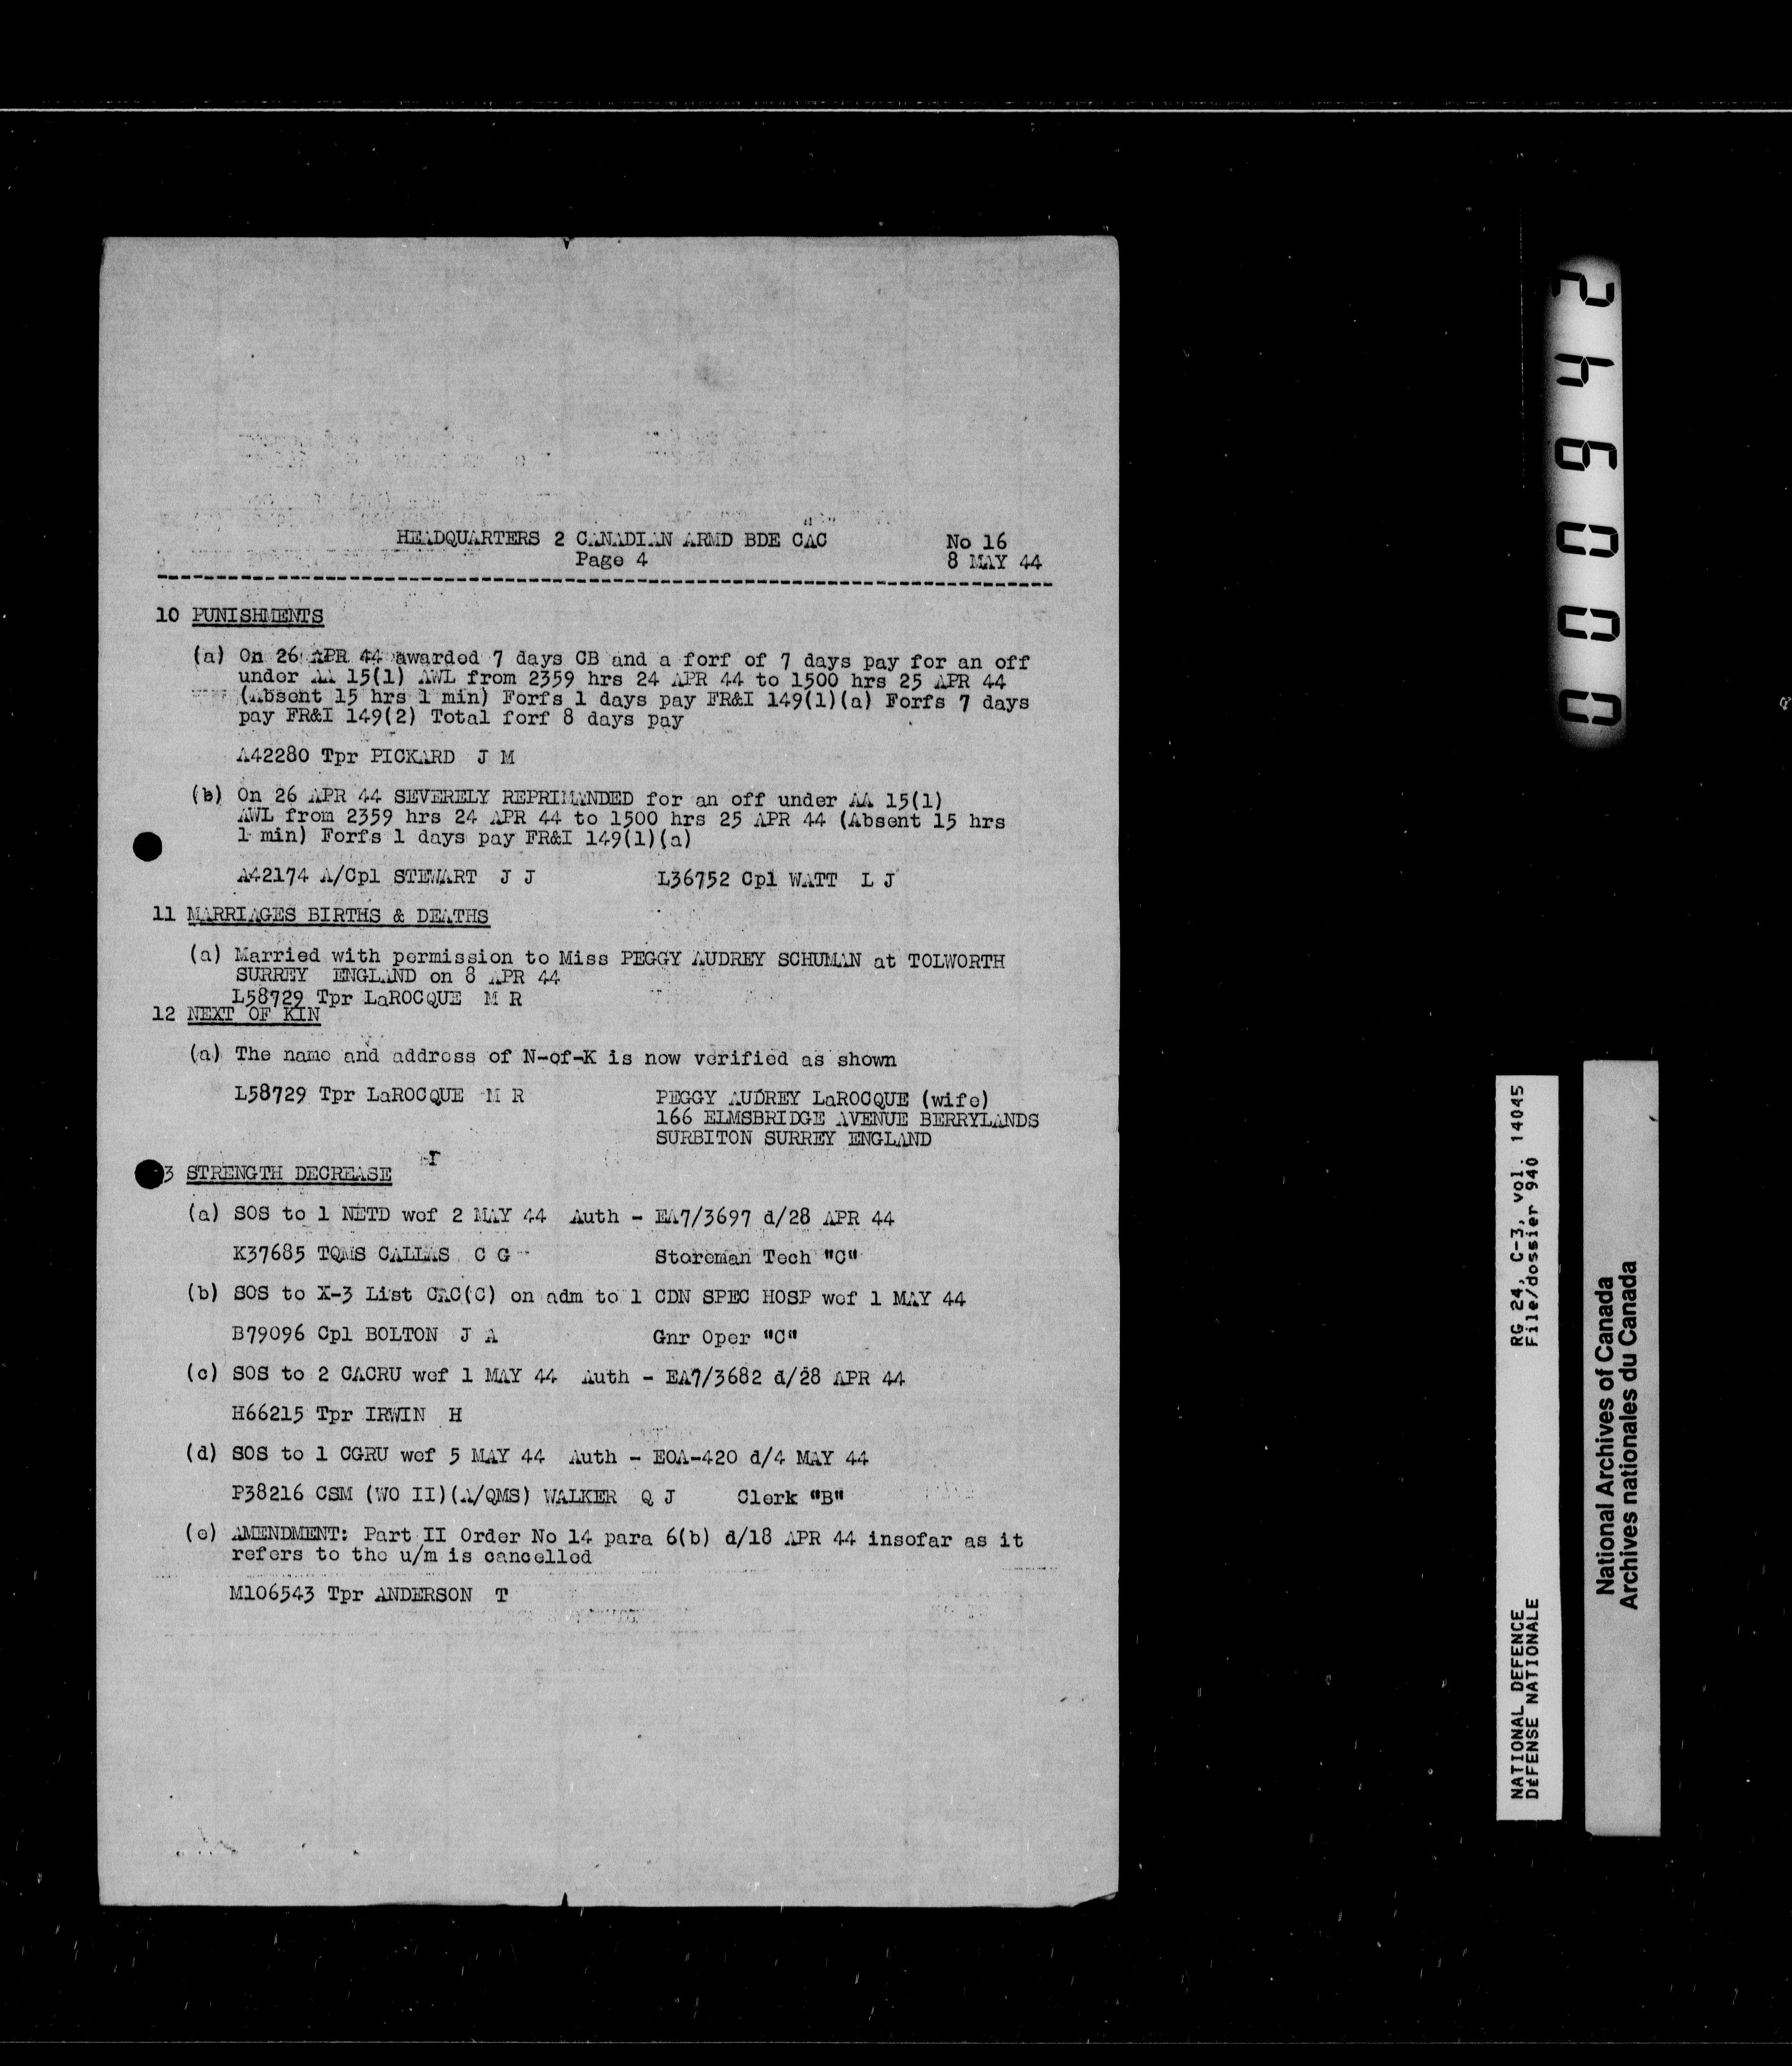 HEADQUARTERS 2 CANADIAN ARMD BDE CAC No 16
Page 4 8 MAY 44
10 PUNISHMENTS
(a) On 26 APR 44 awarded 7 days CB and a forf of 7 days pay for an off
under AA 15(1) AWL from 2359 hrs 24 APR 44 to 1500 hrs 25 APR 44
(Absent 15 hrs 1 min) Forfs 1 days pay FR&I 149(1)(a) Forfs 7 days
pay FR&I 149(2) Total forf 8 days pay
A42280 Tpr PICKARD J M
(b) On 26 APR 44 SEVERELY REPRIMANDED for an off under AA 15(1)
AWL from 2359 hrs 24 APR 44 to 1500 hrs 25 APR 44 (Absent 15 hrs
1 min) Forfs 1 days pay FR&I 149(1)(a)
A42174 A/Cpl STEWART J J L36752 Cpl WATT L J
11 MARRIAGES BIRTHS & DEATHS
(a) Married with permission to Miss PEGGY AUDREY SCHUMAN at TOLWORTH
SURREY ENGLAND on 8 APR 44
L58729 Tpr LaROCQUE M R
12 NEXT OF KIN
(a) The name and address of N-of-K is now verified as shown
L58729 Tpr LaROCQUE M R PEGGY AUDREY LaROCQUE (wife)
166 ELMSBRIDGE AVENUE BERRYLANDS
SURBITON SURREY ENGLAND
3 STRENGTH DECREASE
(a) SOS to 1 NETD wef 2 MAY 44 Auth - EA7/3697 d/28 APR 44
K37685 TQMS CALLAS C G Storeman Tech "C"
(b) SOS to X-3 List CAC(C) on adm to 1 CDN SPEC HOSP wef 1 MAY 44
B79096 Cpl BOLTON J A Gnr Oper "C"
(c) SOS to 2 CACRU wef 1 MAY 44 Auth - EA7/3682 d/28 APR 44
H66215 Tpr IRWIN H
(d) SOS to 1 CGRU wef 5 MAY 44 Auth - EOA-420 d/4 MAY 44
P38216 CSM (WO II)(A/QMS) WALKER Q J Clerk "B"
(e) AMENDMENT: Part II Order No 14 para 6(b) d/18 APR 44 insofar as it
refers to the u/m is cancelled
M106543 Tpr ANDERSON T
000942
NATIONAL DEFENCE RG 24, C-3, vol. 14045
DÉFENSE NATIONALE File/dossier 940
National Archives of Canada
Archives nationales du Canada